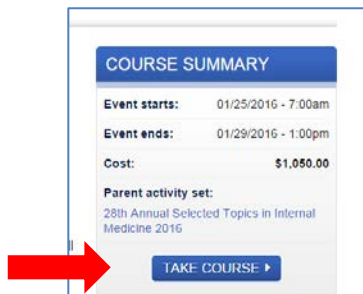 COURSE SUMMARY
Event starts: 01/25/2016 - 7:00am
Event ends: 01/29/2016 - 1:00pm
Cost: $1,050.00
Parent activity set:
28th Annual Selected Topics in Internal
Medicine 2016
TAKE COURSE